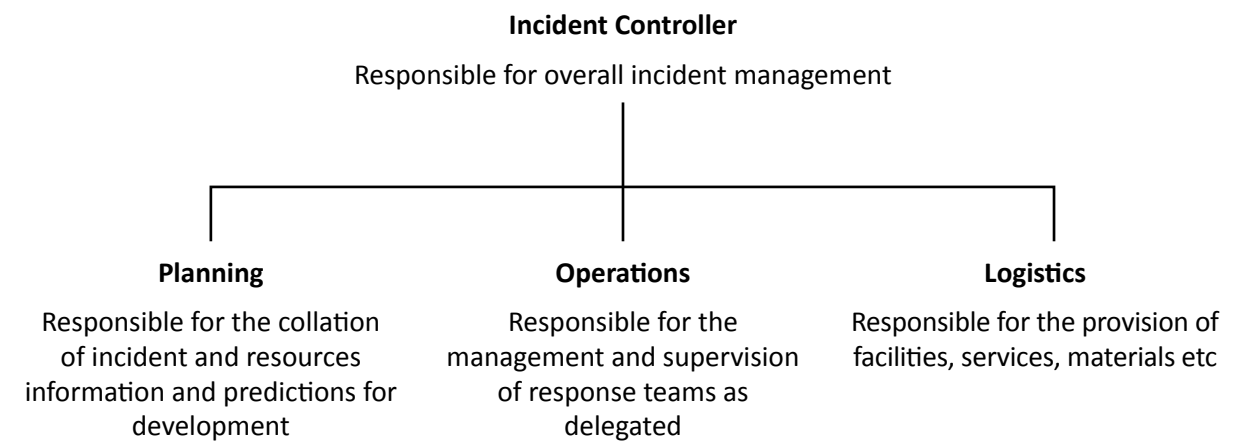 Incident Controller
Responsible for overall incident management
Planning
Responsible for the collation
of incident and resources
information and predictions for
development
Operations
Responsible for the
management and supervision
of response teams as
delegated
Logistics
Responsible for the provision of
facilities, services, materials etc